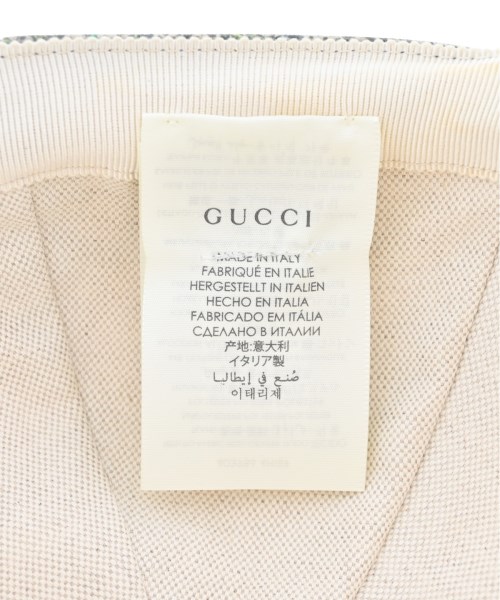 GUCCI
MADE IN ITALY
FABRIQUÉ EN ITALIE
HERGESTELLT IN ITALIEN
HECHO EN ITALIA
FABRICADO EM ITÁLIA
СДЕЛАНО В ИТАЛИИ
产地:意大利
イタリア製
صُنع في إيطاليا
이태리제